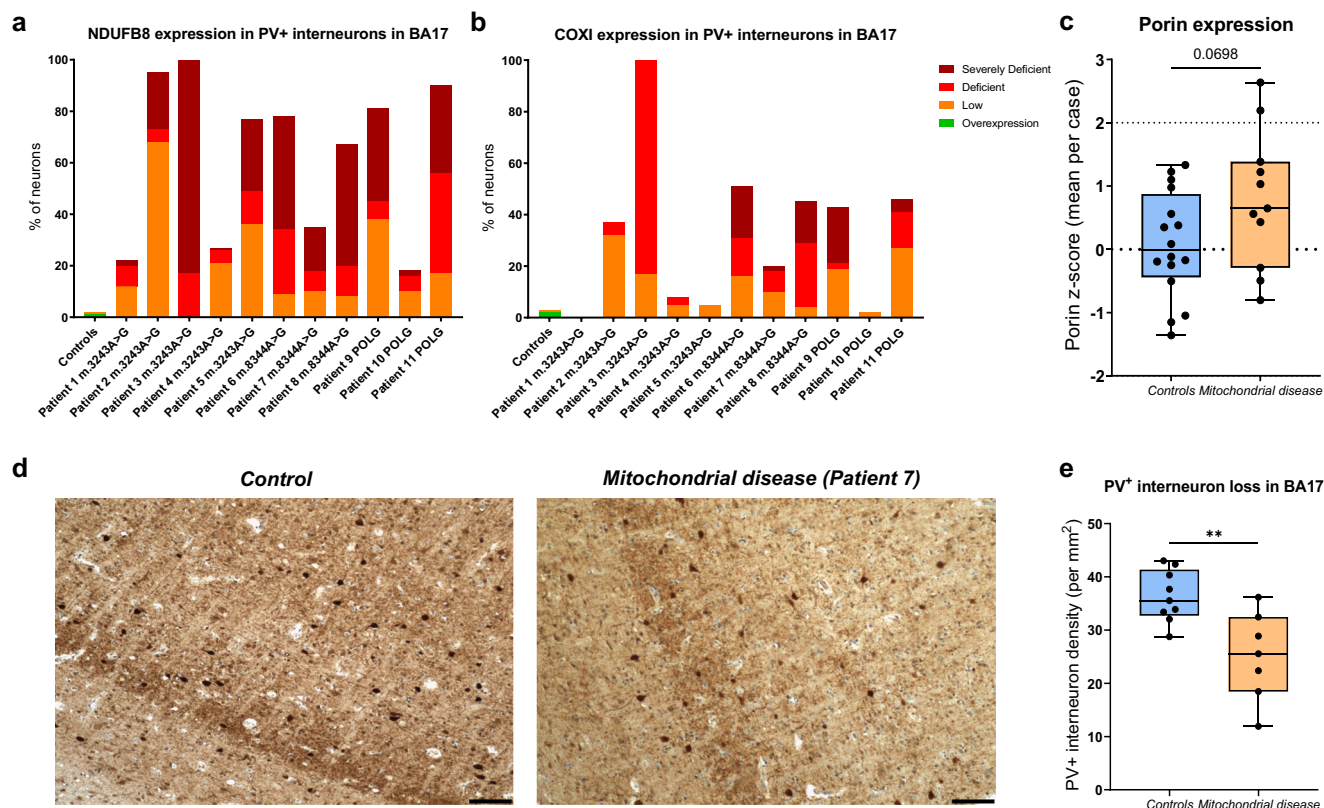 a
NDUFB8 expression in PV+ interneurons in BA17
% of neurons
100
80
60
40
20
0
Controls
Patient 1 m.3243A>G
Patient 2 m.3243A>G
Patient 3 m.3243A>G
Patient 4 m.3243A>G
Patient 5 m.3243A>G
Patient 6 m.8344A>G
Patient 7 m.8344A>G
Patient 8 m.8344A>G
Patient 9 POLG
Patient 10 POLG
Patient 11 POLG
b
COXI expression in PV+ interneurons in BA17
% of neurons
100
80
60
40
20
0
Controls
Patient 1 m.3243A>G
Patient 2 m.3243A>G
Patient 3 m.3243A>G
Patient 4 m.3243A>G
Patient 5 m.3243A>G
Patient 6 m.8344A>G
Patient 7 m.8344A>G
Patient 8 m.8344A>G
Patient 9 POLG
Patient 10 POLG
Patient 11 POLG
Severely Deficient
Deficient
Low
Overexpression
c
Porin expression
0.0698
Porin z-score (mean per case)
3
2
1
0
-1
-2
Controls Mitochondrial disease
d
Control
Mitochondrial disease (Patient 7)
e
PV+ interneuron loss in BA17
**
PV+ interneuron density (per mm2)
50
40
30
20
10
0
Controls Mitochondrial disease